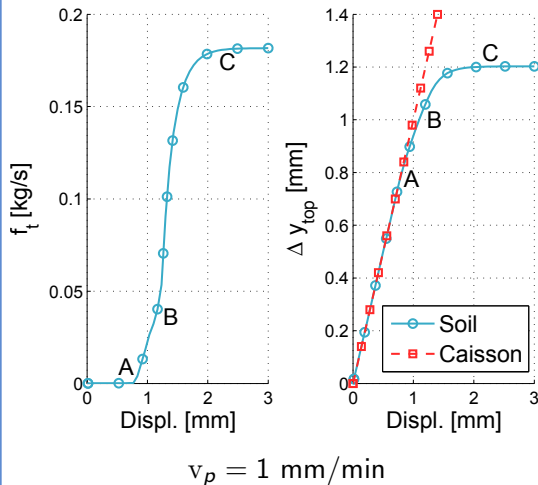 0.2
0.15
0.1
0.05
0
f_t [kg/s]
A
B
C
0 1 2 3
Displ. [mm]
1.4
1.2
1
0.8
0.6
0.4
0.2
0
Δ y_top [mm]
C
B
A
Soil
Caisson
0 1 2 3
Displ. [mm]
v_p = 1 mm/min